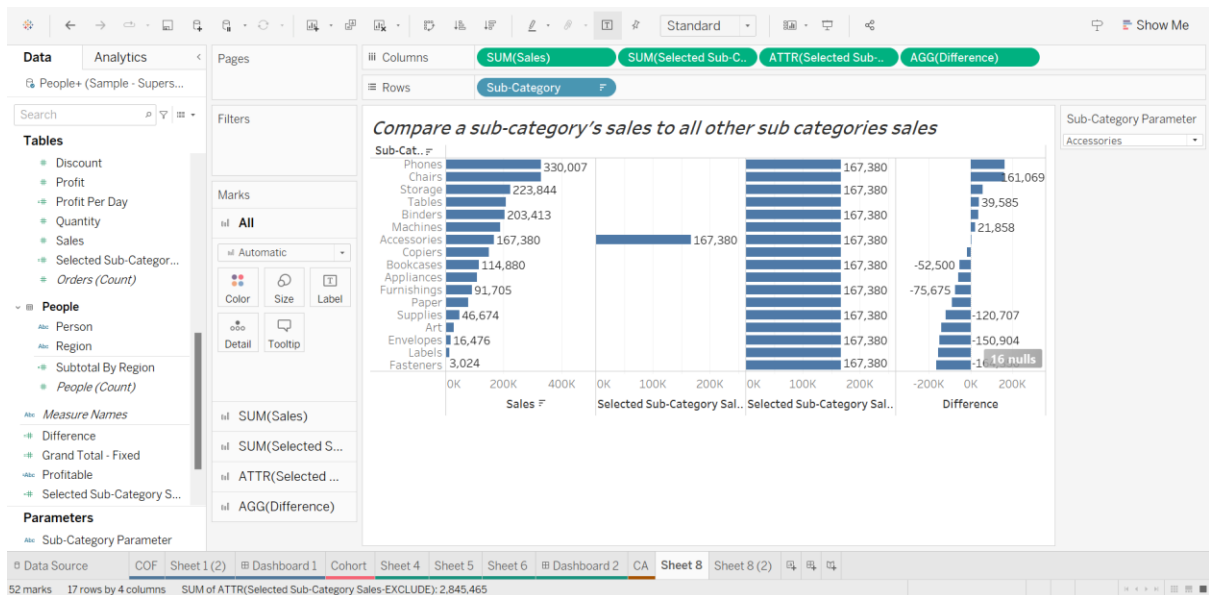 Standard
Show Me
Data
Analytics
People+ (Sample - Supers...
Search
Tables
Discount
Profit
Profit Per Day
Quantity
Sales
Selected Sub-Categor...
Orders (Count)
People
Abc Person
Abc Region
Subtotal By Region
People (Count)
Abc Measure Names
Difference
Grand Total - Fixed
Abc Profitable
Selected Sub-Category S...
Parameters
Abc Sub-Category Parameter
Pages
Filters
Marks
All
Automatic
Color
Size
Label
Detail
Tooltip
SUM(Sales)
SUM(Selected S...
ATTR(Selected ...
AGG(Difference)
Columns
SUM(Sales)
SUM(Selected Sub-C..
ATTR(Selected Sub-..
AGG(Difference)
Rows
Sub-Category
Compare a sub-category's sales to all other sub categories sales
Sub-Cat..
Phones 330,007 167,380
Chairs 161,069
Storage 223,844 167,380
Tables 39,585
Binders 203,413 167,380
Machines 21,858
Accessories 167,380 167,380 167,380
Copiers
Bookcases 114,880 167,380 -52,500
Appliances
Furnishings 91,705 167,380 -75,675
Paper
Supplies 46,674 167,380 -120,707
Art
Envelopes 16,476 167,380 -150,904
Labels
16 nulls
Fasteners 3,024 167,380
0K 200K 400K 0K 100K 200K 0K 100K 200K -200K 0K 200K
Sales
Selected Sub-Category Sal..
Selected Sub-Category Sal..
Difference
Sub-Category Parameter
Accessories
Data Source
COF
Sheet 1 (2)
Dashboard 1
Cohort
Sheet 4
Sheet 5
Sheet 6
Dashboard 2
CA
Sheet 8
Sheet 8 (2)
52 marks 17 rows by 4 columns SUM of ATTR(Selected Sub-Category Sales-EXCLUDE): 2,845,465